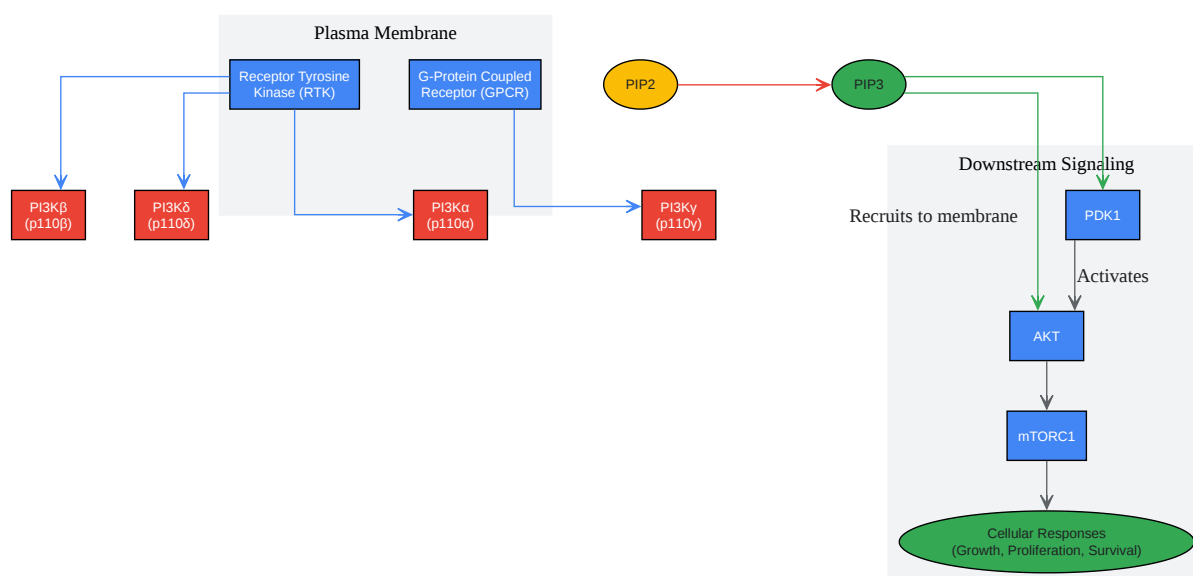 Plasma Membrane
Receptor Tyrosine
Kinase (RTK)
G-Protein Coupled
Receptor (GPCR)
PIP2
PIP3
Downstream Signaling
PI3Kβ
(p110β)
PI3Kδ
(p110δ)
PI3Kα
(p110α)
PI3Kγ
(p110γ)
Recruits to membrane
PDK1
Activates
AKT
mTORC1
Cellular Responses
(Growth, Proliferation, Survival)